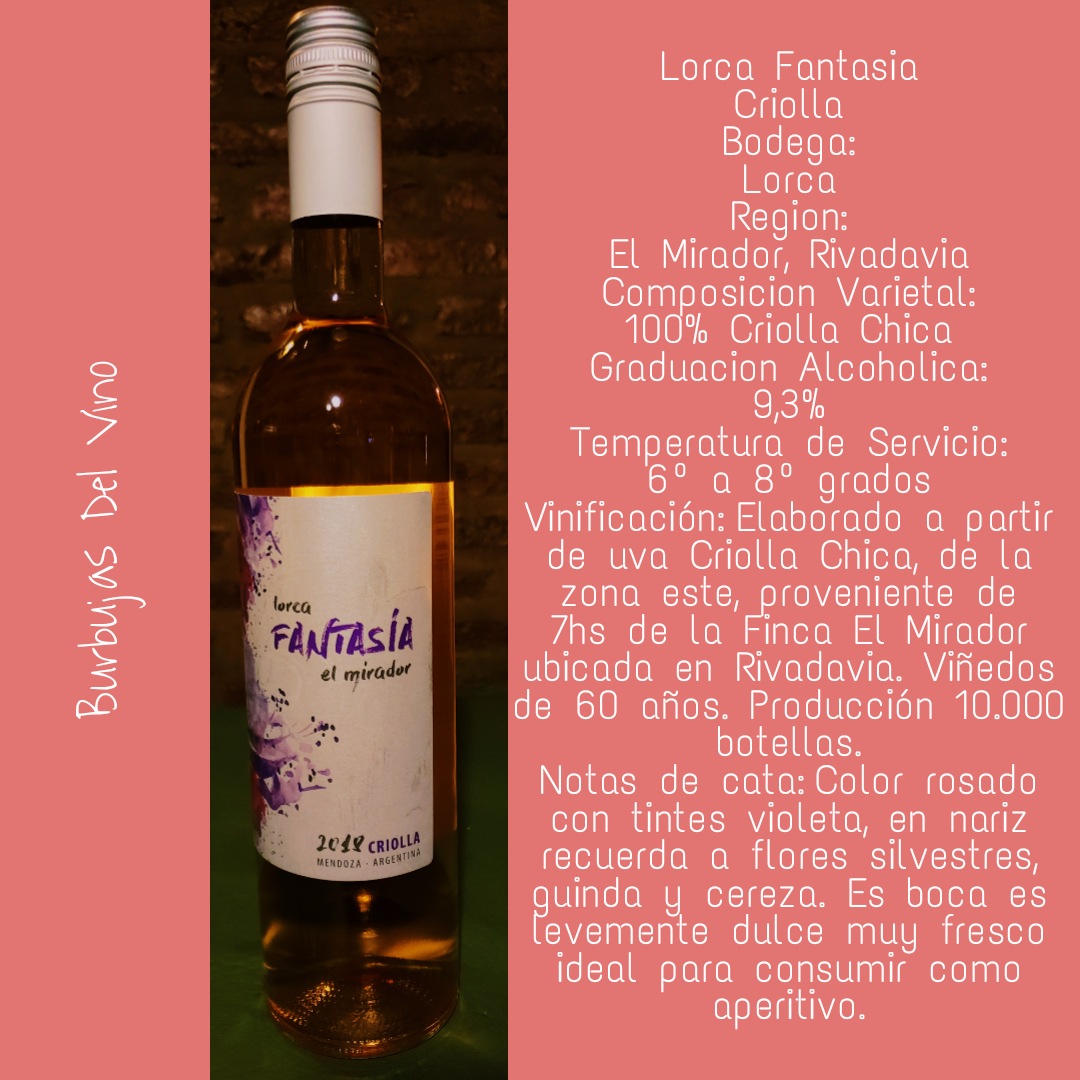 Burbujas Del Vino
lorca
FANTASÍA
el mirador
2018 CRIOLLA
MENDOZA - ARGENTINA
Lorca Fantasia
Criolla
Bodega:
Lorca
Region:
El Mirador, Rivadavia
Composicion Varietal:
100% Criolla Chica
Graduacion Alcoholica:
9,3%
Temperatura de Servicio:
6º a 8º grados
Vinificación: Elaborado a partir
de uva Criolla Chica, de la
zona este, proveniente de
7hs de la Finca El Mirador
ubicada en Rivadavia. Viñedos
de 60 años. Producción 10.000
botellas.
Notas de cata: Color rosado
con tintes violeta, en nariz
recuerda a flores silvestres,
guinda y cereza. Es boca es
levemente dulce muy fresco
ideal para consumir como
aperitivo.